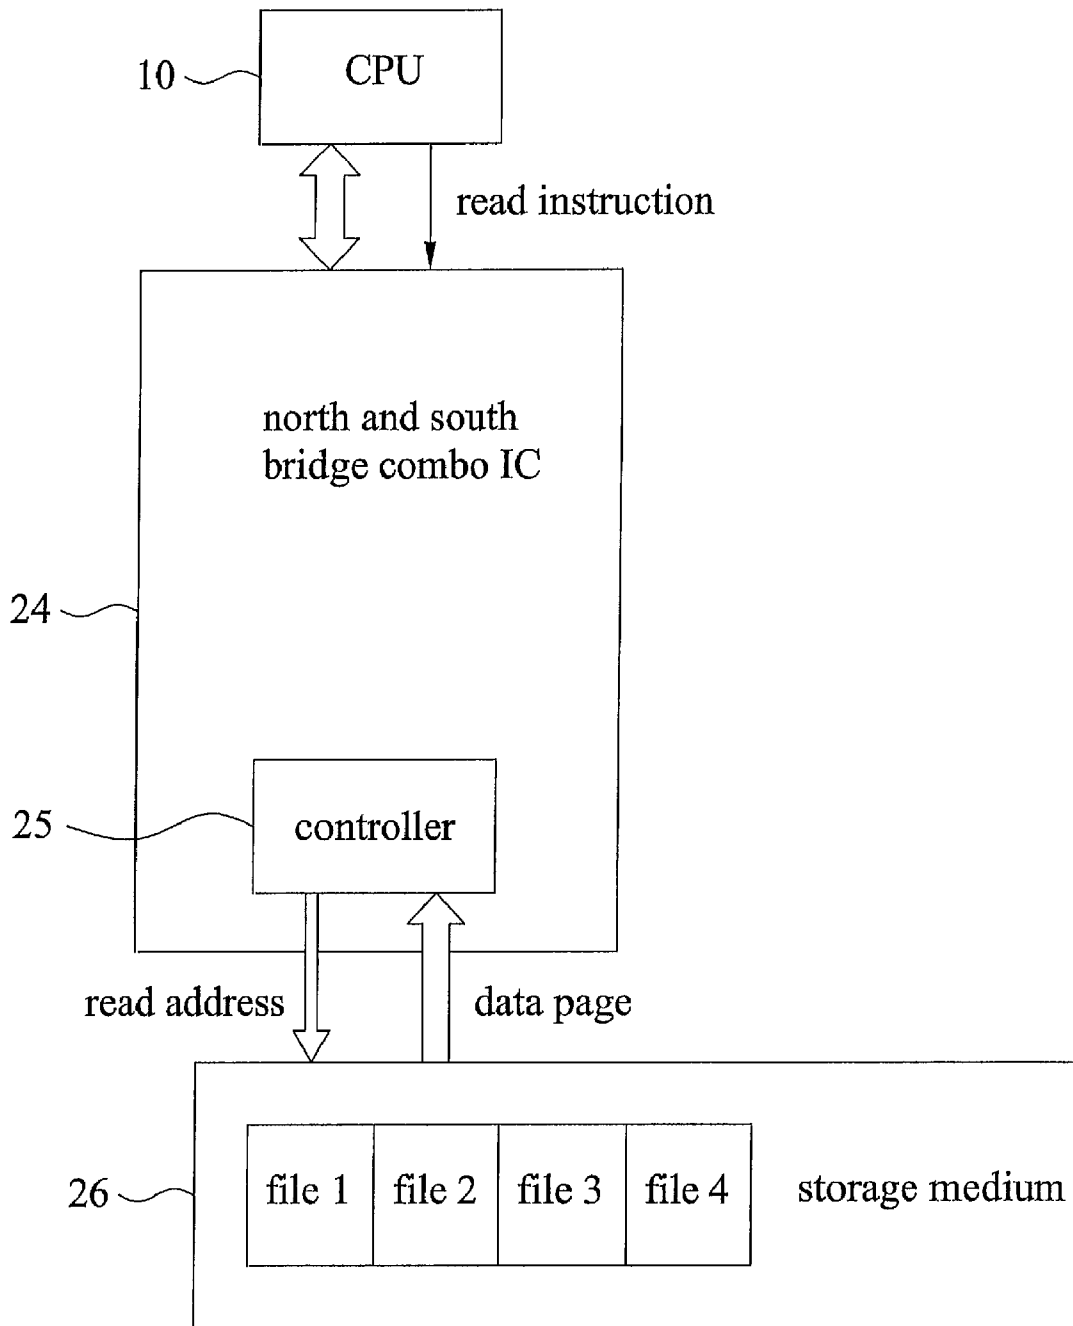 CPU
10
read instruction
north and south
bridge combo IC
24
25
controller
read address
data page
file 1
file 2
file 3
file 4
storage medium
26